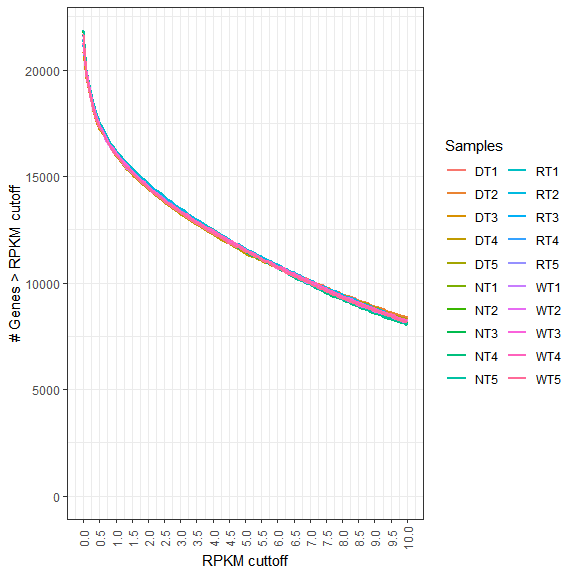 # Genes > RPKM cutoff
20000
15000
10000
5000
0
0.0
0.5
1.0
1.5
2.0
2.5
3.0
3.5
4.0
4.5
5.0
5.5
6.0
6.5
7.0
7.5
8.0
8.5
9.0
9.5
10.0
RPKM cuttoff
Samples
DT1 RT1
DT2 RT2
DT3 RT3
DT4 RT4
DT5 RT5
NT1 WT1
NT2 WT2
NT3 WT3
NT4 WT4
NT5 WT5